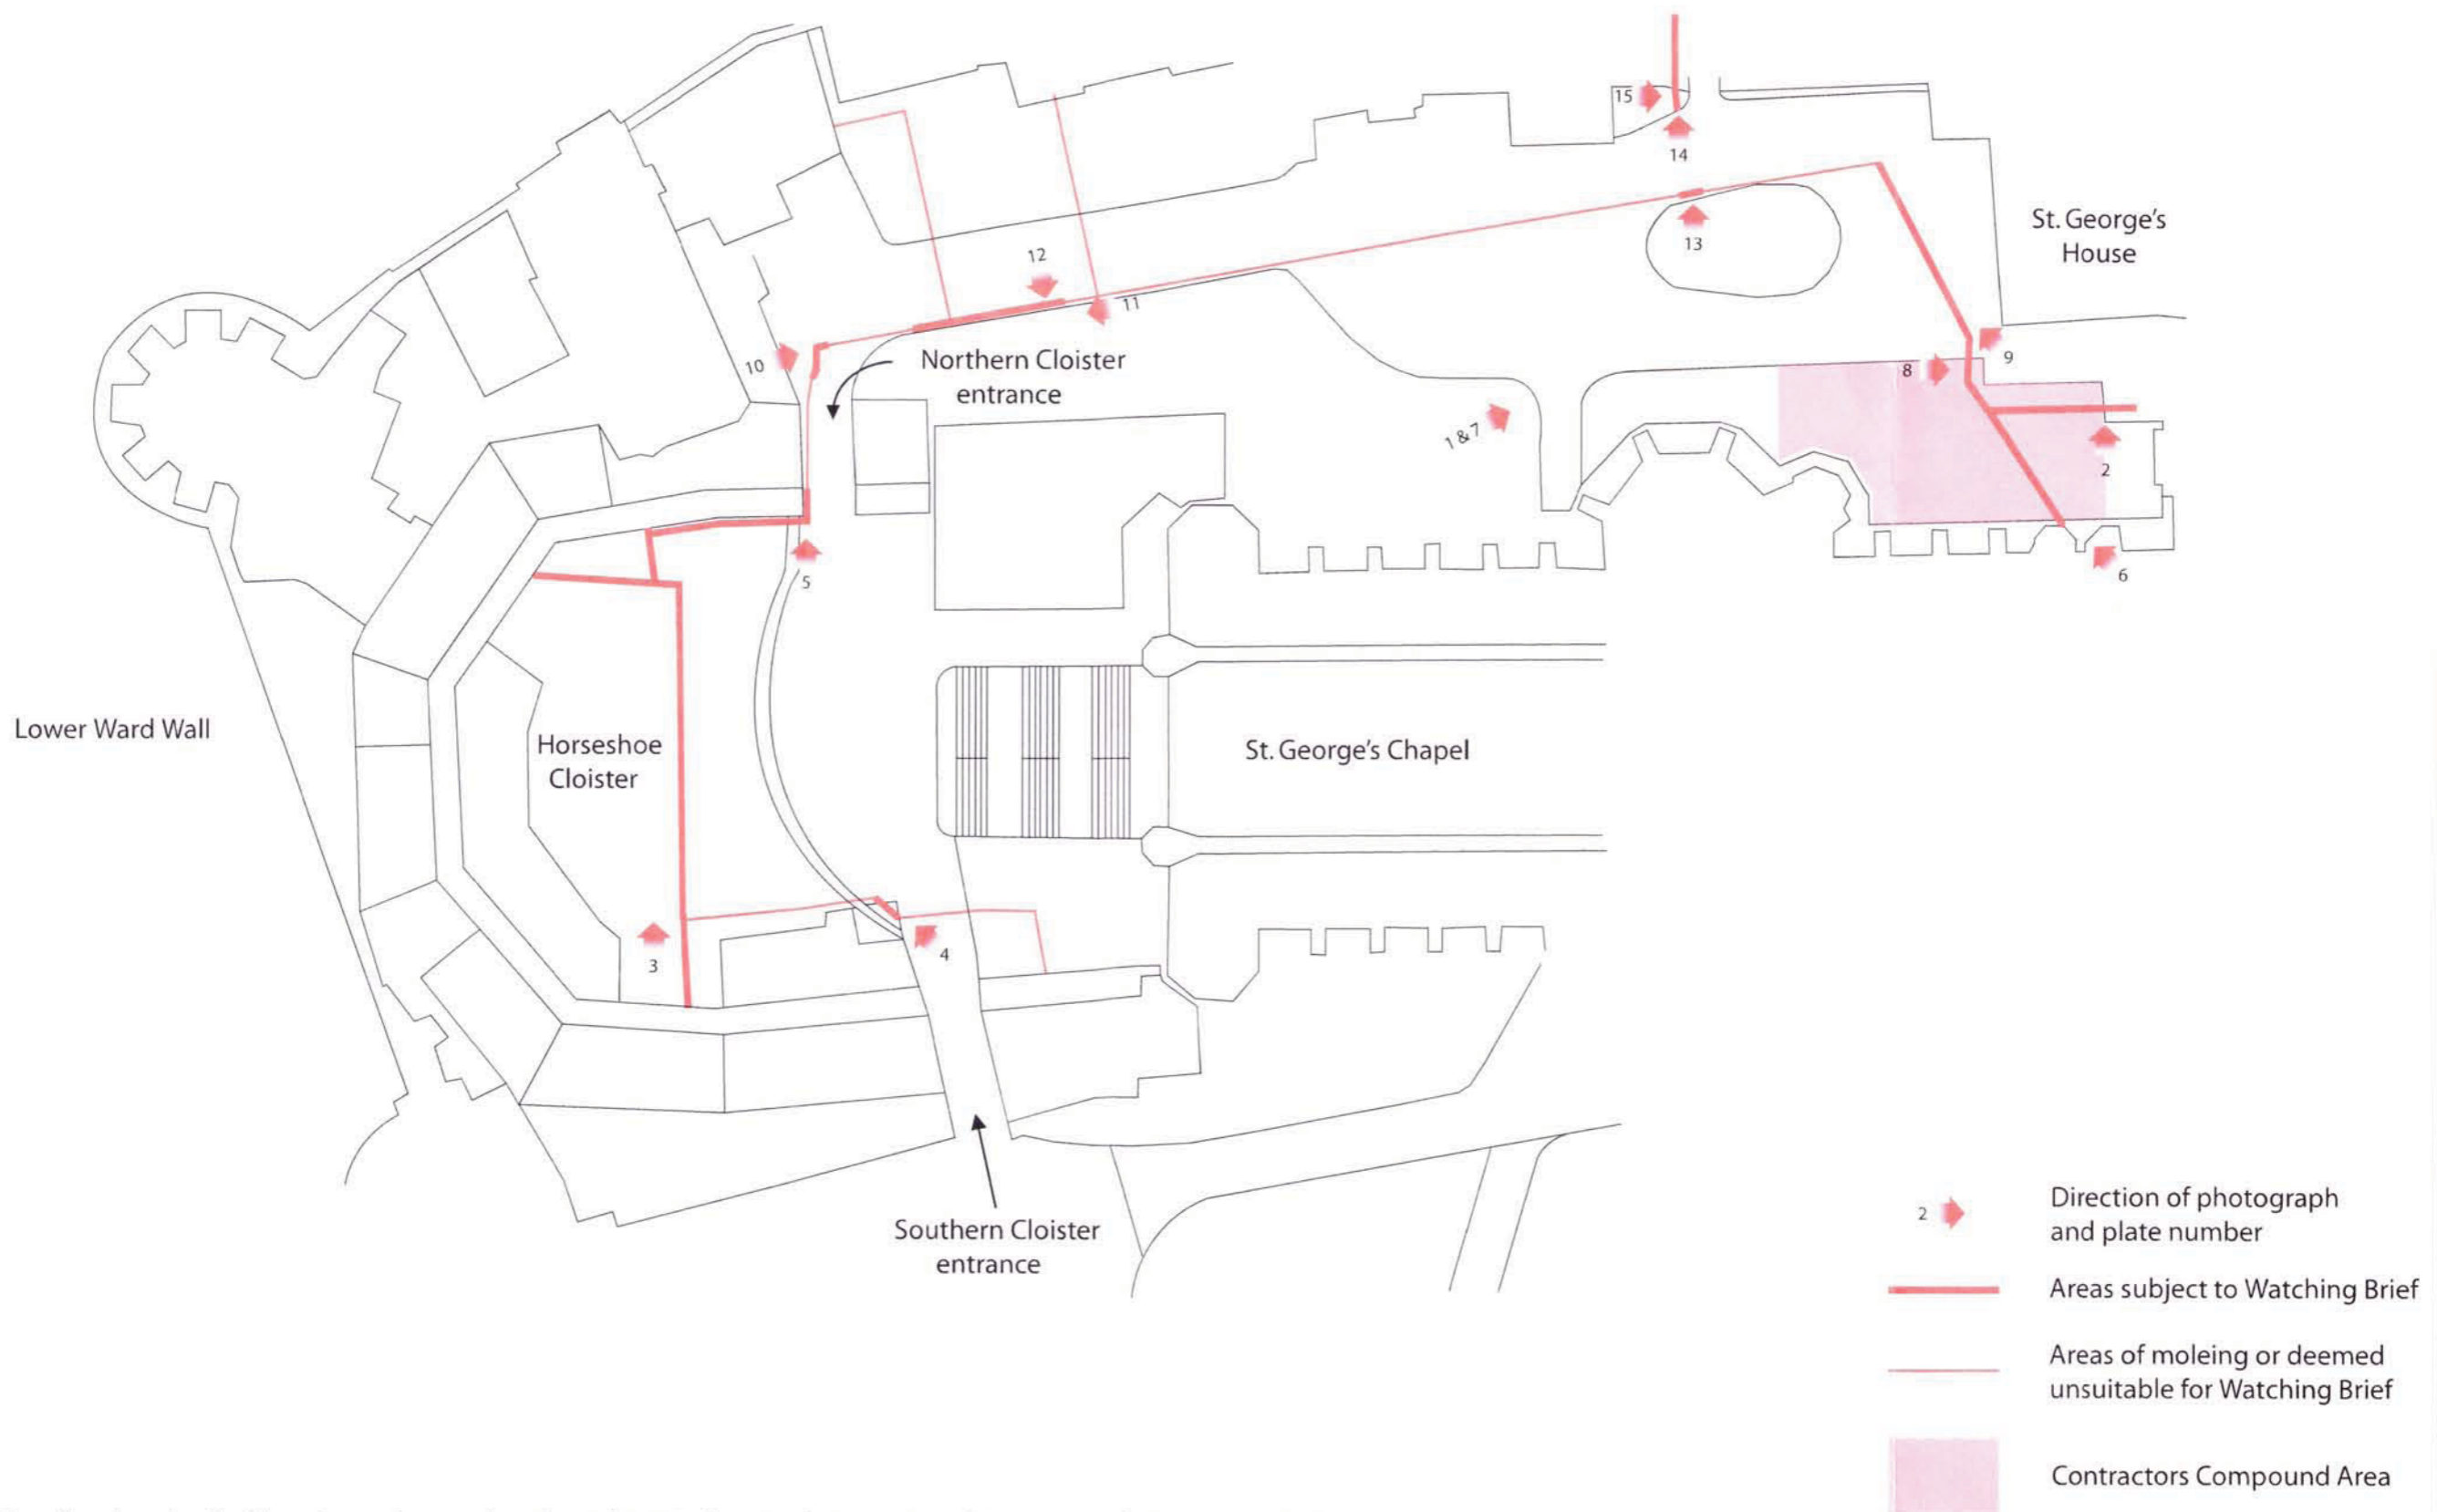 15
14
St. George's
House
13
12
11
10
Northern Cloister
entrance
9
8
1 & 7
2
5
6
Lower Ward Wall
Horseshoe
Cloister
St. George's Chapel
3
4
Southern Cloister
entrance
2
Direction of photograph
and plate number
Areas subject to Watching Brief
Areas of moleing or deemed
unsuitable for Watching Brief
Contractors Compound Area